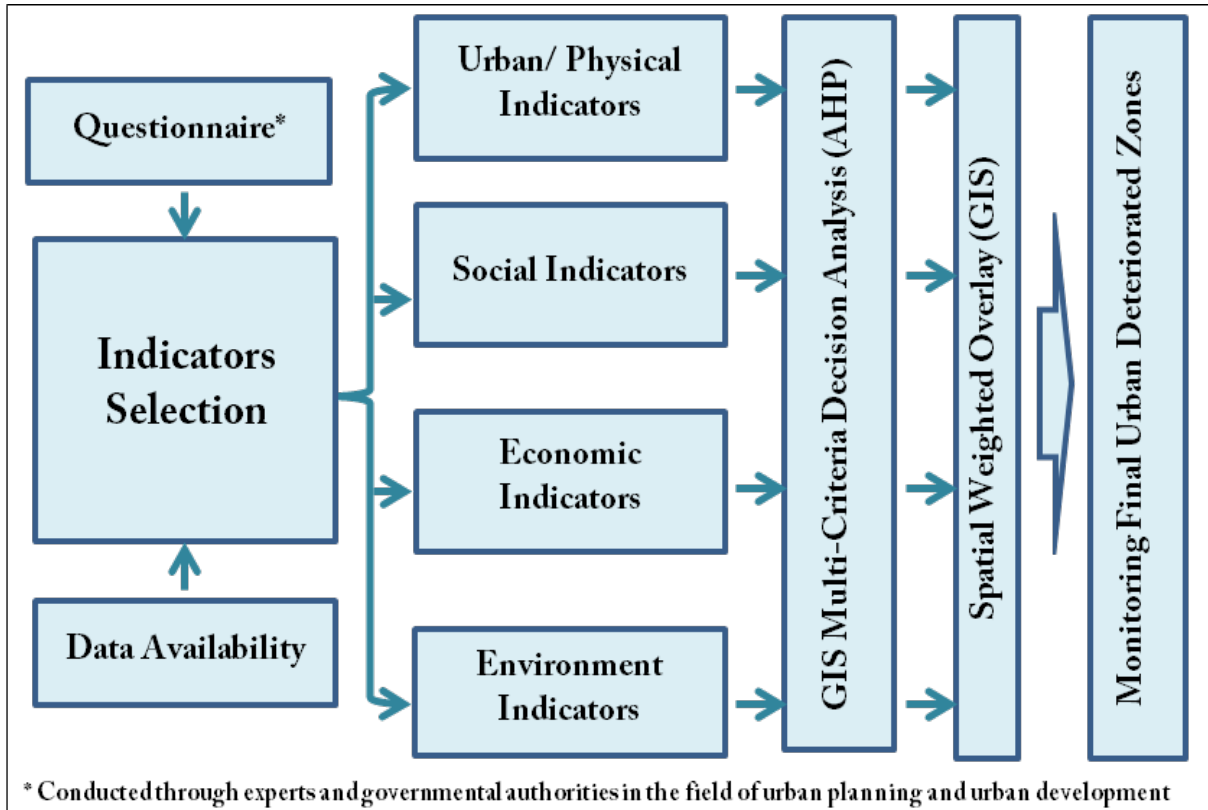 Questionnaire*
Indicators
Selection
Data Availability
Urban/ Physical
Indicators
Social Indicators
Economic
Indicators
Environment
Indicators
GIS Multi-Criteria Decision Analysis (AHP)
Spatial Weighted Overlay (GIS)
Monitoring Final Urban Deteriorated Zones
* Conducted through experts and governmental authorities in the field of urban planning and urban development